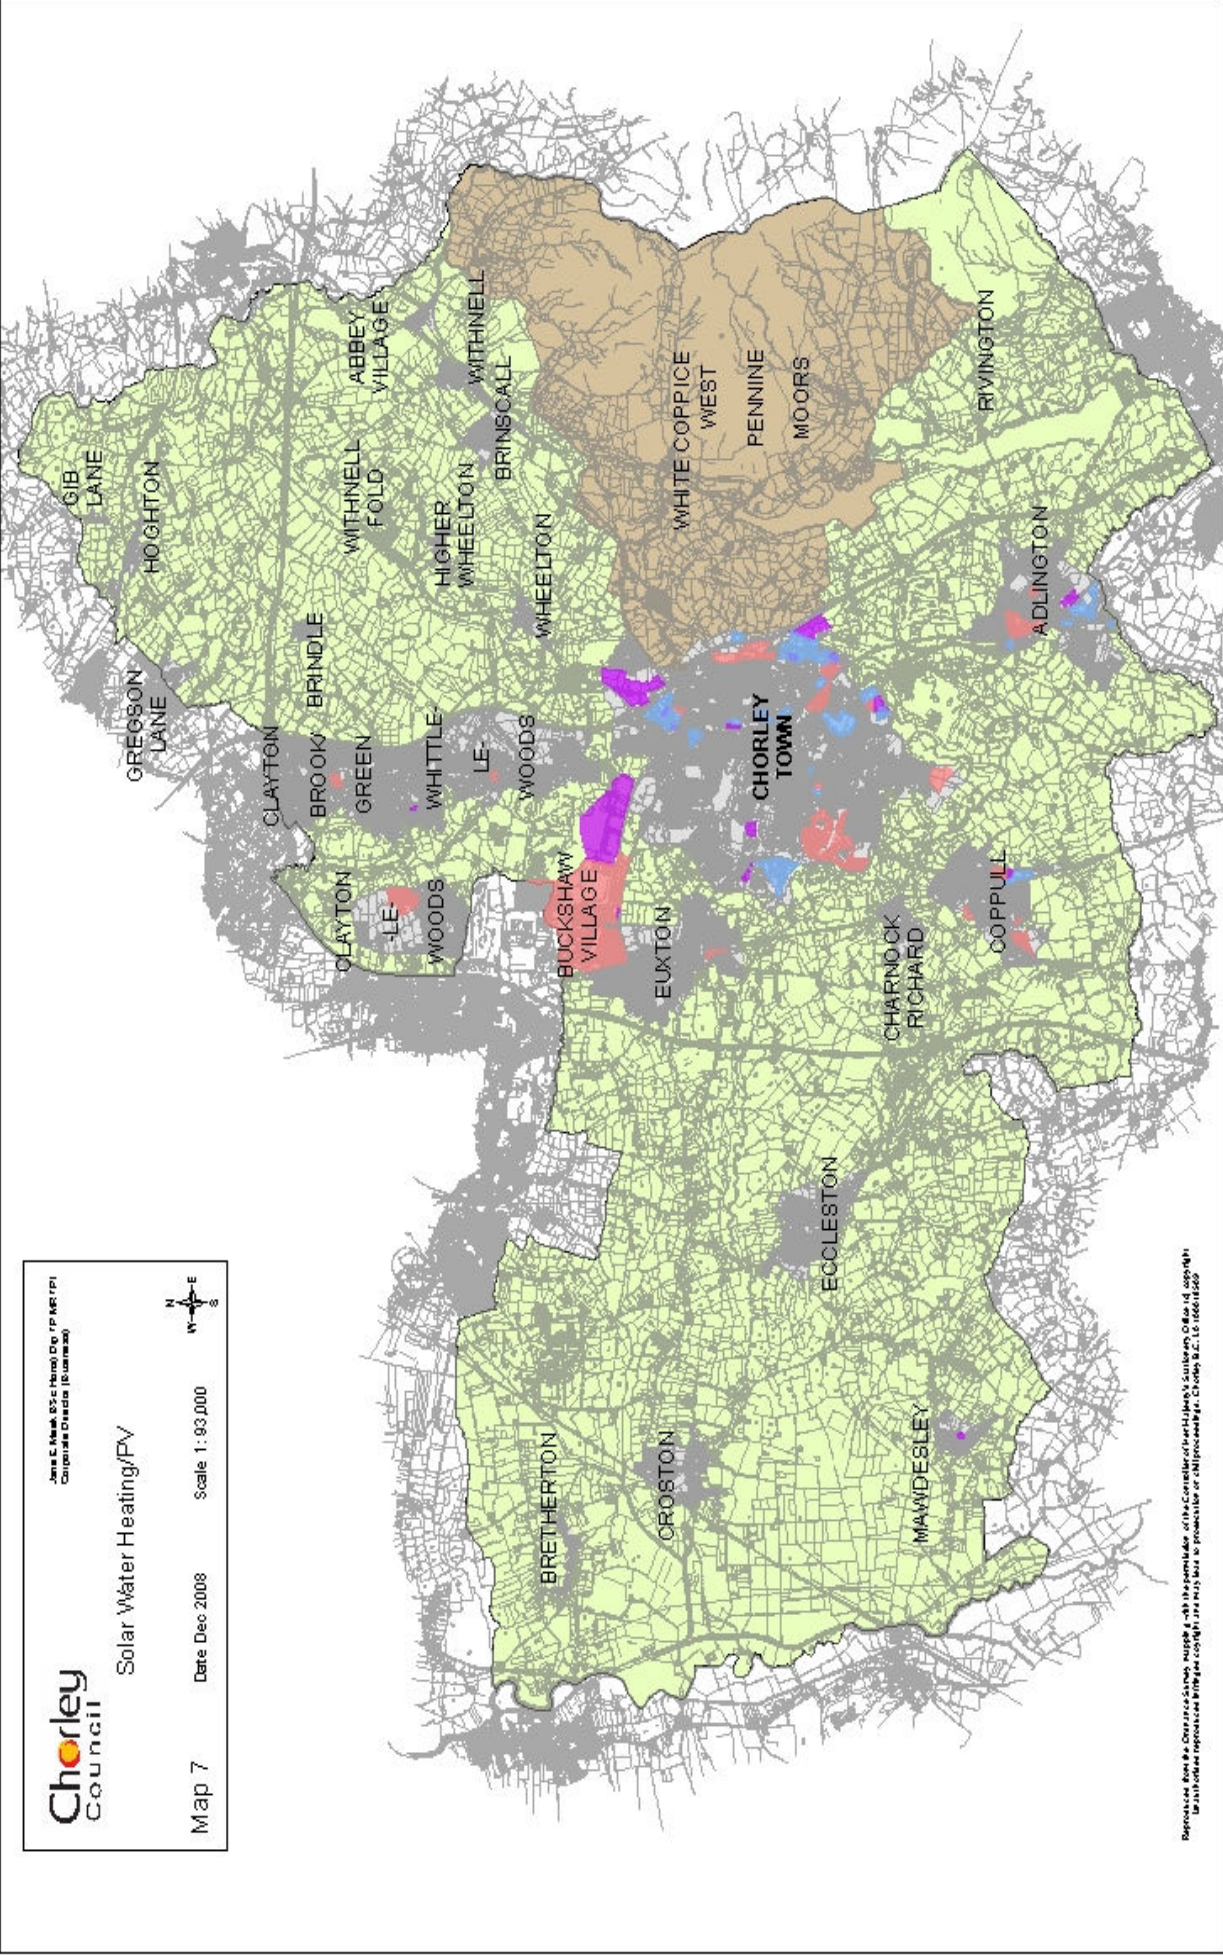 Chorley
Council
Corporate Director (Business)
Solar Water Heating/PV
Map 7
Date Dec 2008
Scale 1:93,000
N
W
E
S
GIB
LANE
HOGHTON
GREGSON
LANE
ABBEY
VILLAGE
WITHNELL
FOLD
WITHNELL
BRINSCALL
HIGHER
WHEELTON
WHEELTON
BRINDLE
CLAYTON
BROOK/
GREEN
WHITTLE-
LE-
WOODS
CLAYTON
-LE-
WOODS
BUCKSHAW
VILLAGE
EUXTON
WHITE COPPICE
WEST
PENNINE
MOORS
RIVINGTON
CHORLEY
TOWN
ADLINGTON
COPPULL
CHARNOCK
RICHARD
ECCLESTON
BRETHERTON
CROSTON
MAWDESLEY